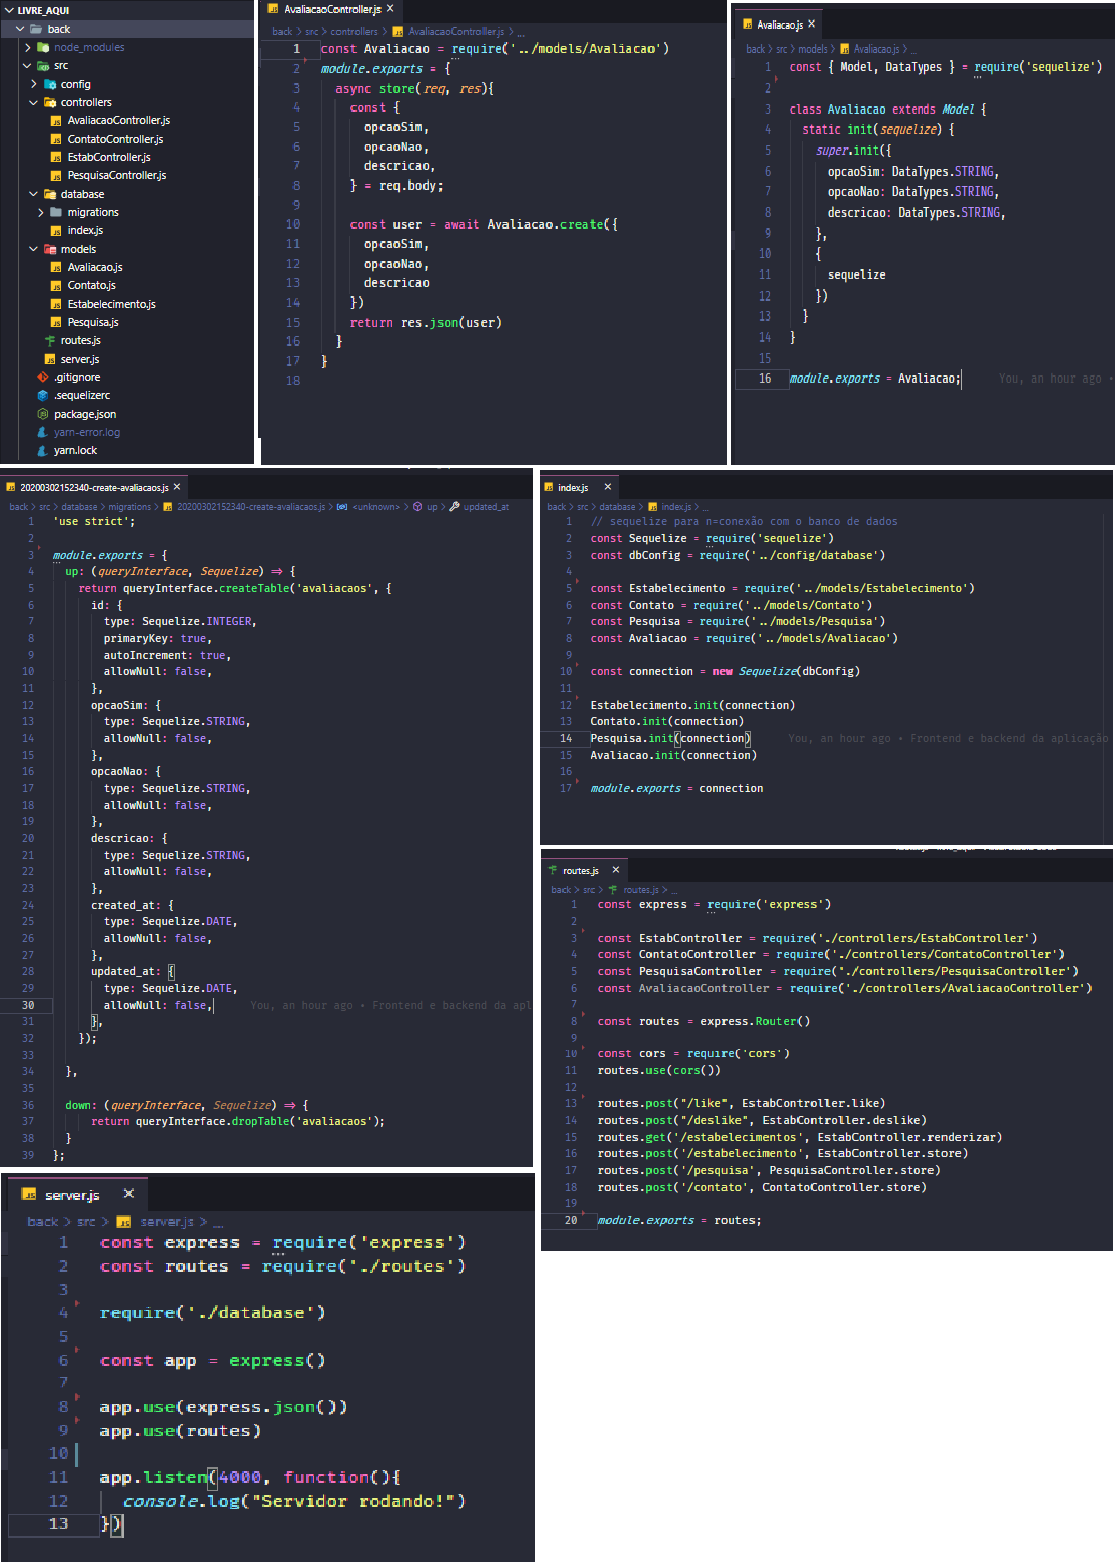 LIVRE_AQUI
back
node_modules
src
config
controllers
AvaliacaoController.js
ContatoController.js
EstabController.js
PesquisaController.js
database
migrations
index.js
models
Avaliacao.js
Contato.js
Estabelecimento.js
Pesquisa.js
routes.js
server.js
.gitignore
.sequelizerc
package.json
yarn-error.log
yarn.lock
AvaliacaoController.js ×
back > src > controllers > AvaliacaoController.js > ...
1 const Avaliacao = require('../models/Avaliacao')
2 module.exports = {
3 async store(req, res){
4 const {
5 opcaoSim,
6 opcaoNao,
7 descricao,
8 } = req.body;
9
10 const user = await Avaliacao.create({
11 opcaoSim,
12 opcaoNao,
13 descricao
14 })
15 return res.json(user)
16 }
17 }
18
Avaliacao.js ×
back > src > models > Avaliacao.js > ...
1 const { Model, DataTypes } = require('sequelize')
2
3 class Avaliacao extends Model {
4 static init(sequelize) {
5 super.init({
6 opcaoSim: DataTypes.STRING,
7 opcaoNao: DataTypes.STRING,
8 descricao: DataTypes.STRING,
9 },
10 {
11 sequelize
12 })
13 }
14 }
15
16 module.exports = Avaliacao; You, an hour ago •
20200302152340-create-avaliacaos.js ×
back > src > database > migrations > 20200302152340-create-avaliacaos.js > <unknown> > up > updated_at
1 'use strict';
2
3 module.exports = {
4 up: (queryInterface, Sequelize) => {
5 return queryInterface.createTable('avaliacaos', {
6 id: {
7 type: Sequelize.INTEGER,
8 primaryKey: true,
9 autoIncrement: true,
10 allowNull: false,
11 },
12 opcaoSim: {
13 type: Sequelize.STRING,
14 allowNull: false,
15 },
16 opcaoNao: {
17 type: Sequelize.STRING,
18 allowNull: false,
19 },
20 descricao: {
21 type: Sequelize.STRING,
22 allowNull: false,
23 },
24 created_at: {
25 type: Sequelize.DATE,
26 allowNull: false,
27 },
28 updated_at: {
29 type: Sequelize.DATE,
30 allowNull: false, You, an hour ago • Frontend e backend da apl
31 },
32 });
33
34 },
35
36 down: (queryInterface, Sequelize) => {
37 return queryInterface.dropTable('avaliacaos');
38 }
39 };
index.js ×
back > src > database > index.js > ...
1 // sequelize para n=conexão com o banco de dados
2 const Sequelize = require('sequelize')
3 const dbConfig = require('../config/database')
4
5 const Estabelecimento = require('../models/Estabelecimento')
6 const Contato = require('../models/Contato')
7 const Pesquisa = require('../models/Pesquisa')
8 const Avaliacao = require('../models/Avaliacao')
9
10 const connection = new Sequelize(dbConfig)
11
12 Estabelecimento.init(connection)
13 Contato.init(connection)
14 Pesquisa.init(connection) You, an hour ago • Frontend e backend da aplicação
15 Avaliacao.init(connection)
16
17 module.exports = connection
routes.js ×
back > src > routes.js > ...
1 const express = require('express')
2
3 const EstabController = require('./controllers/EstabController')
4 const ContatoController = require('./controllers/ContatoController')
5 const PesquisaController = require("./controllers/PesquisaController")
6 const AvaliacaoController = require('./controllers/AvaliacaoController')
7
8 const routes = express.Router()
9
10 const cors = require('cors')
11 routes.use(cors())
12
13 routes.post("/like", EstabController.like)
14 routes.post("/deslike", EstabController.deslike)
15 routes.get('/estabelecimentos', EstabController.renderizar)
16 routes.post('/estabelecimento', EstabController.store)
17 routes.post('/pesquisa', PesquisaController.store)
18 routes.post('/contato', ContatoController.store)
19
20 module.exports = routes;
server.js ×
back > src > server.js > ...
1 const express = require('express')
2 const routes = require('./routes')
3
4 require('./database')
5
6 const app = express()
7
8 app.use(express.json())
9 app.use(routes)
10
11 app.listen(4000, function(){
12 console.log("Servidor rodando!")
13 })